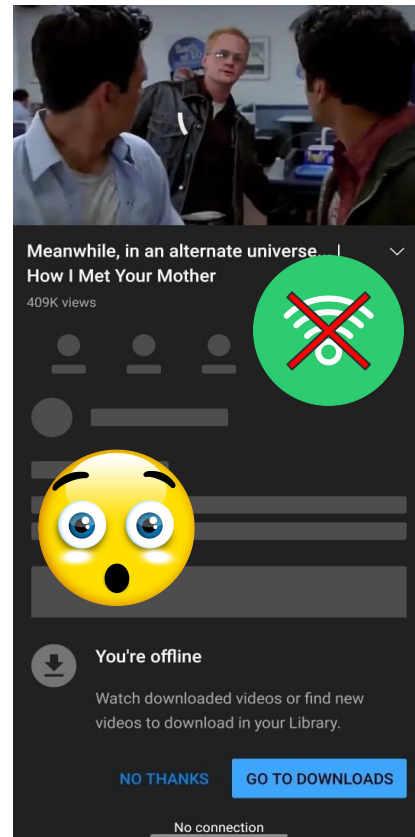 Meanwhile, in an alternate universe... |
How I Met Your Mother
409K views
You're offline
Watch downloaded videos or find new
videos to download in your Library.
NO THANKS
GO TO DOWNLOADS
No connection